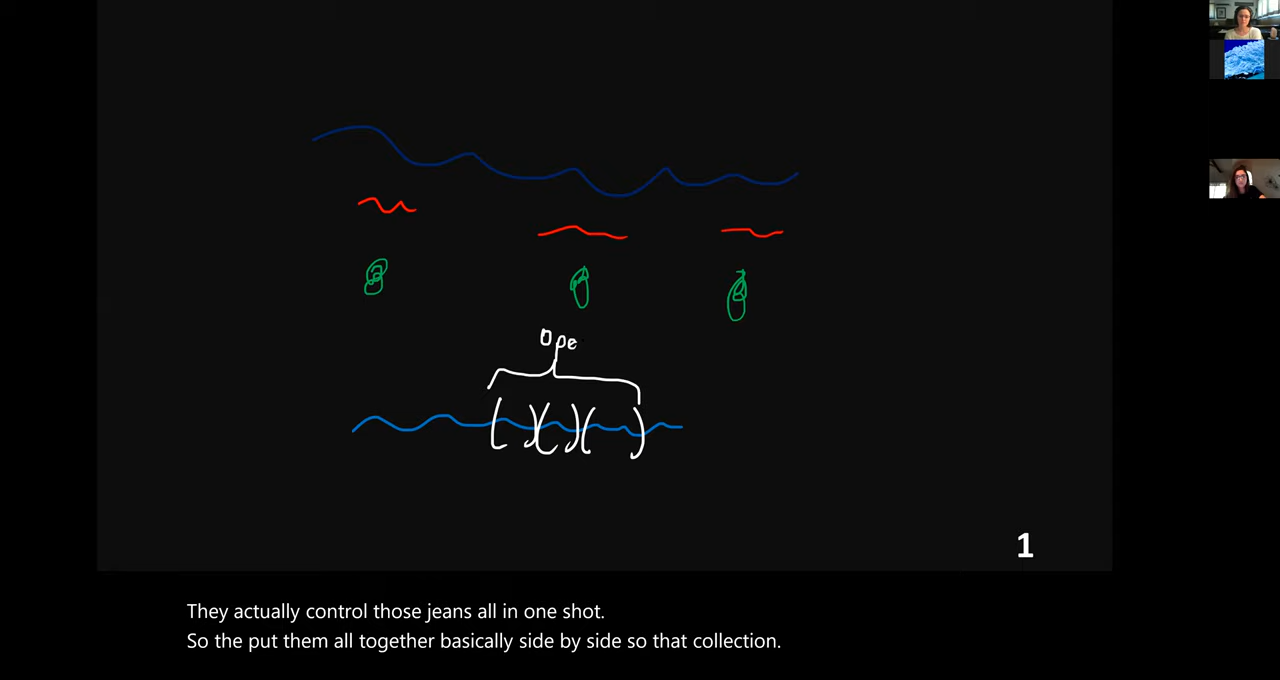 Ope
( )( )( )
1
They actually control those jeans all in one shot.
So the put them all together basically side by side so that collection.